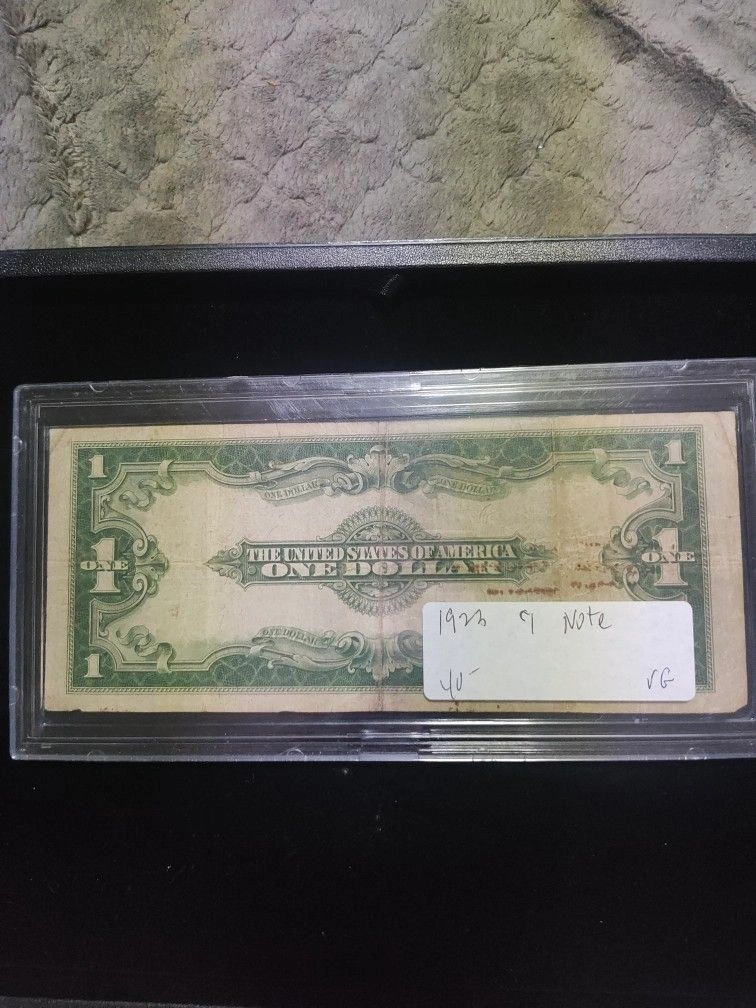 1 1
ONE DOLLAR ONE DOLLAR
1 ONE 1 ONE
THE UNITED STATES OF AMERICA
ONE DOLLAR
ONE DOLLAR
1
1923 Note
VG